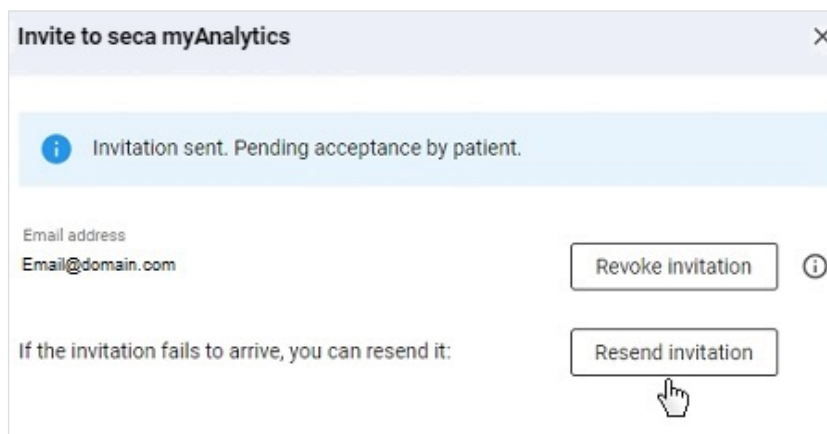 Invite to seca myAnalytics
Invitation sent. Pending acceptance by patient.
Email address
Email@domain.com
Revoke invitation
If the invitation fails to arrive, you can resend it:
Resend invitation